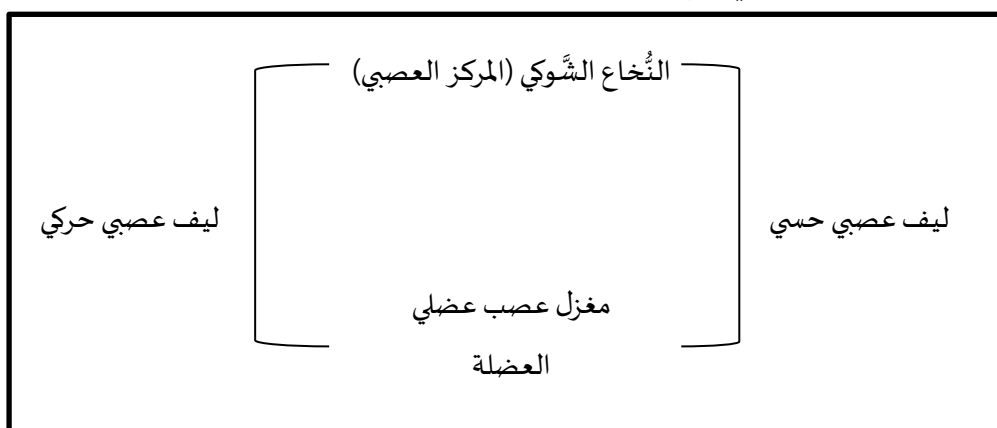 النُّخاع الشَّوكي (المركز العصبي)
ليف عصبي حسي
ليف عصبي حركي
مغزل عصب عضلي
العضلة